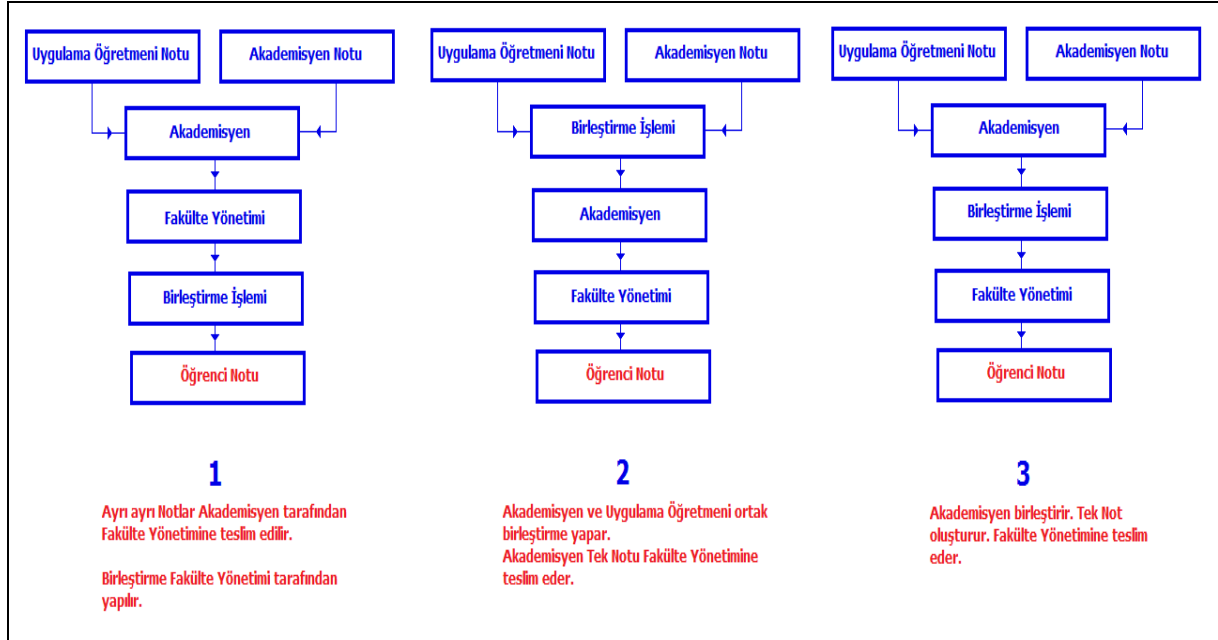 Uygulama Öğretmeni Notu
Akademisyen Notu
Akademisyen
Fakülte Yönetimi
Birleştirme İşlemi
Öğrenci Notu
1
Ayrı ayrı Notlar Akademisyen tarafından
Fakülte Yönetimine teslim edilir.
Birleştirme Fakülte Yönetimi tarafından
yapılır.
Uygulama Öğretmeni Notu
Akademisyen Notu
Birleştirme İşlemi
Akademisyen
Fakülte Yönetimi
Öğrenci Notu
2
Akademisyen ve Uygulama Öğretmeni ortak
birleştirme yapar.
Akademisyen Tek Notu Fakülte Yönetimine
teslim eder.
Uygulama Öğretmeni Notu
Akademisyen Notu
Akademisyen
Birleştirme İşlemi
Fakülte Yönetimi
Öğrenci Notu
3
Akademisyen birleştirir. Tek Not
oluşturur. Fakülte Yönetimine teslim
eder.